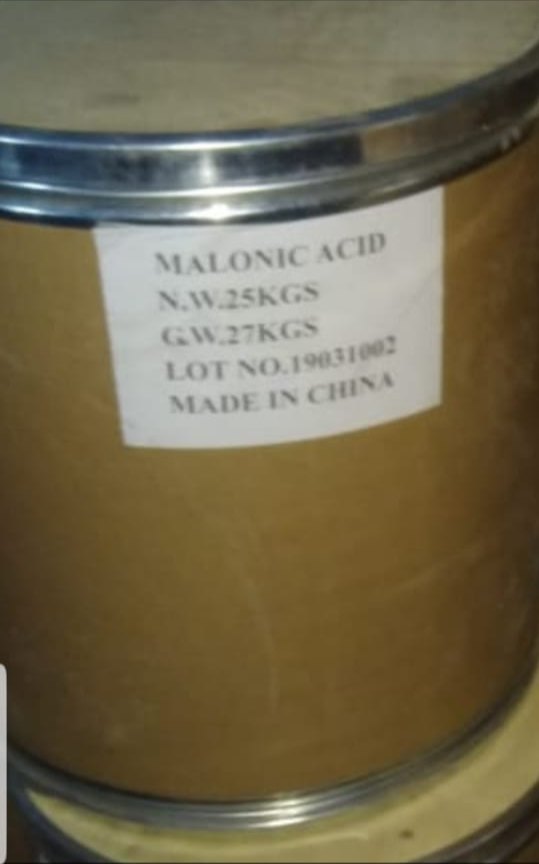 MALONIC ACID
N.W.25KGS
G.W.27KGS
LOT NO.19031002
MADE IN CHINA